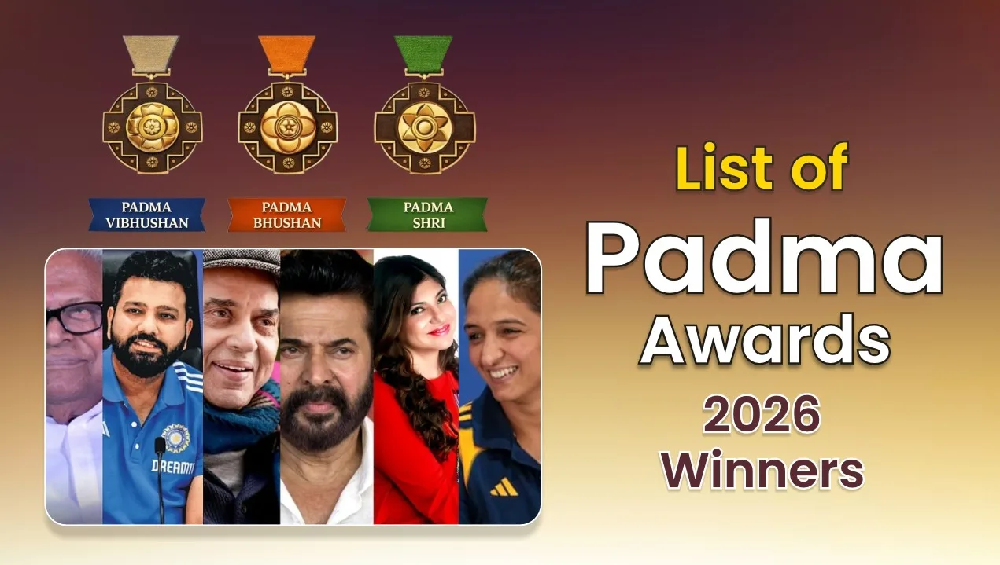 PADMA
VIBHUSHAN
PADMA
BHUSHAN
PADMA
SHRI
DREAM11
List of
Padma
Awards
2026
Winners